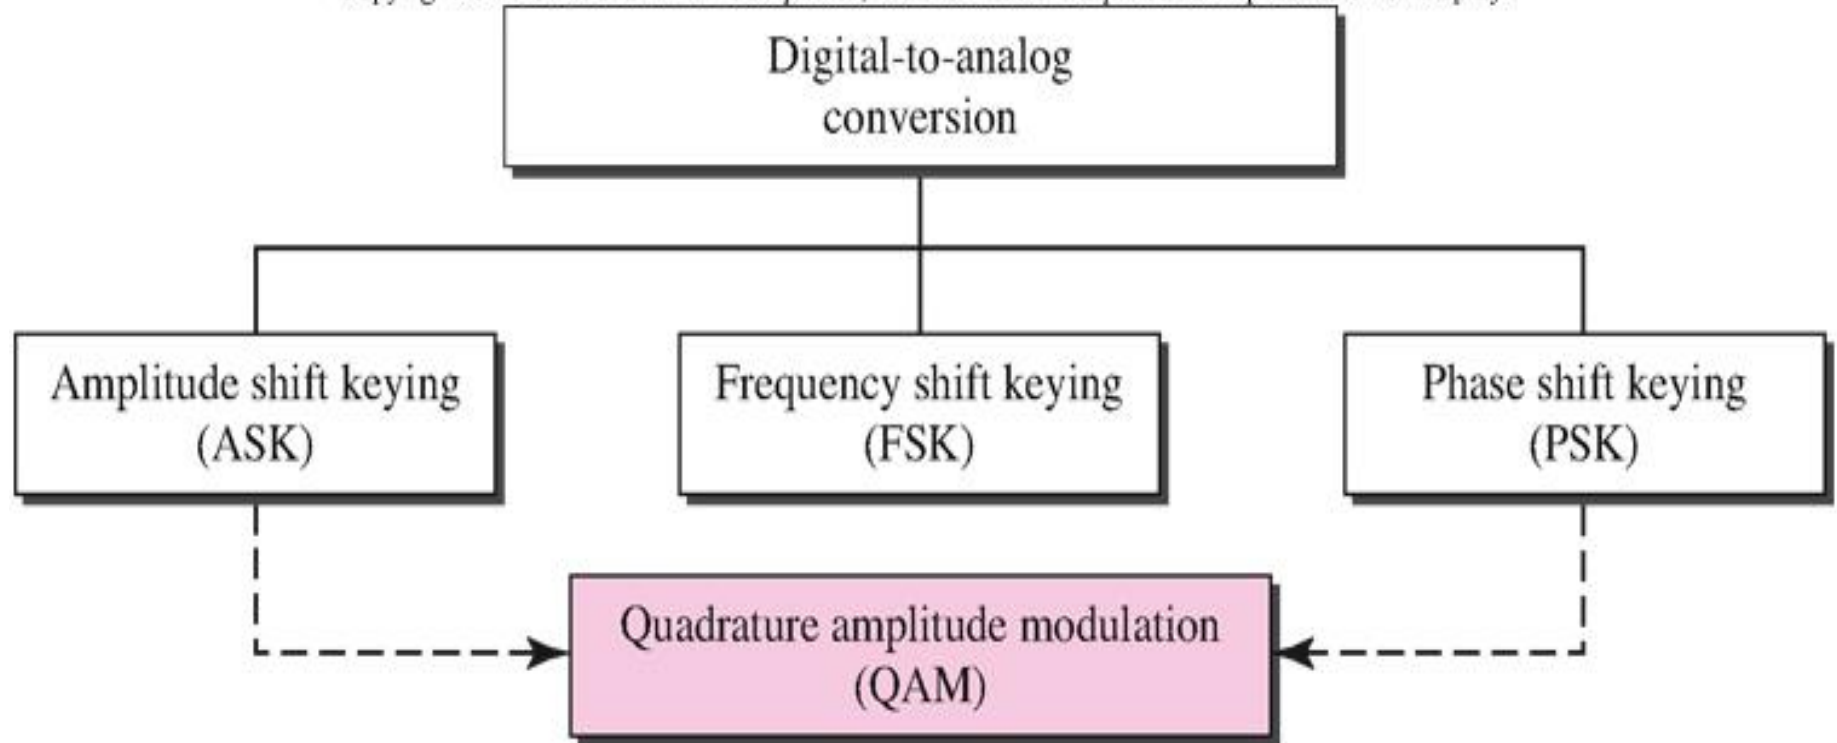 Digital-to-analog
conversion
Amplitude shift keying
(ASK)
Frequency shift keying
(FSK)
Phase shift keying
(PSK)
Quadrature amplitude modulation
(QAM)